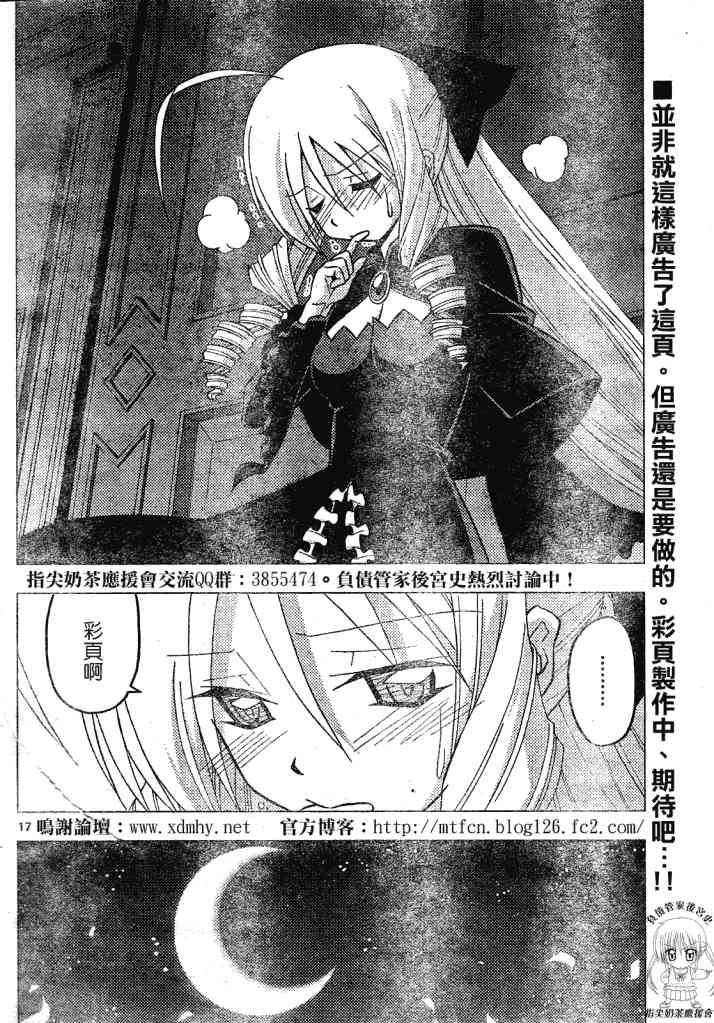 ■並非就這樣廣告了這頁。但廣告還是要做的。彩頁製作中、期待吧…!!
指尖奶茶應援會交流QQ群：3855474。負債管家後宮史熱烈討論中！
………
彩頁啊
17 鳴謝論壇：www.xdmhy.net 官方博客：http://mtfcn.blog126.fc2.com/
負債管家後宮史
指尖奶茶應援會